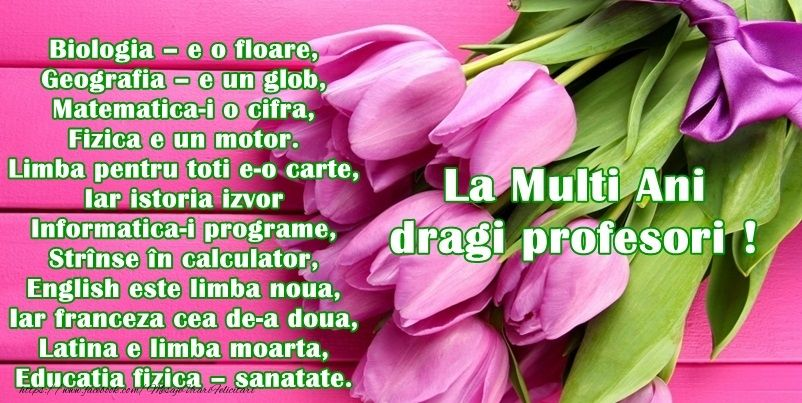 Biologia – e o floare,
Geografia – e un glob,
Matematica-i o cifra,
Fizica e un motor.
Limba pentru toti e-o carte,
Iar istoria izvor
Informatica-i programe,
Strînse în calculator,
English este limba noua,
Iar franceza cea de-a doua,
Latina e limba moarta,
Educatia fizica – sanatate.
La Multi Ani
dragi profesori !